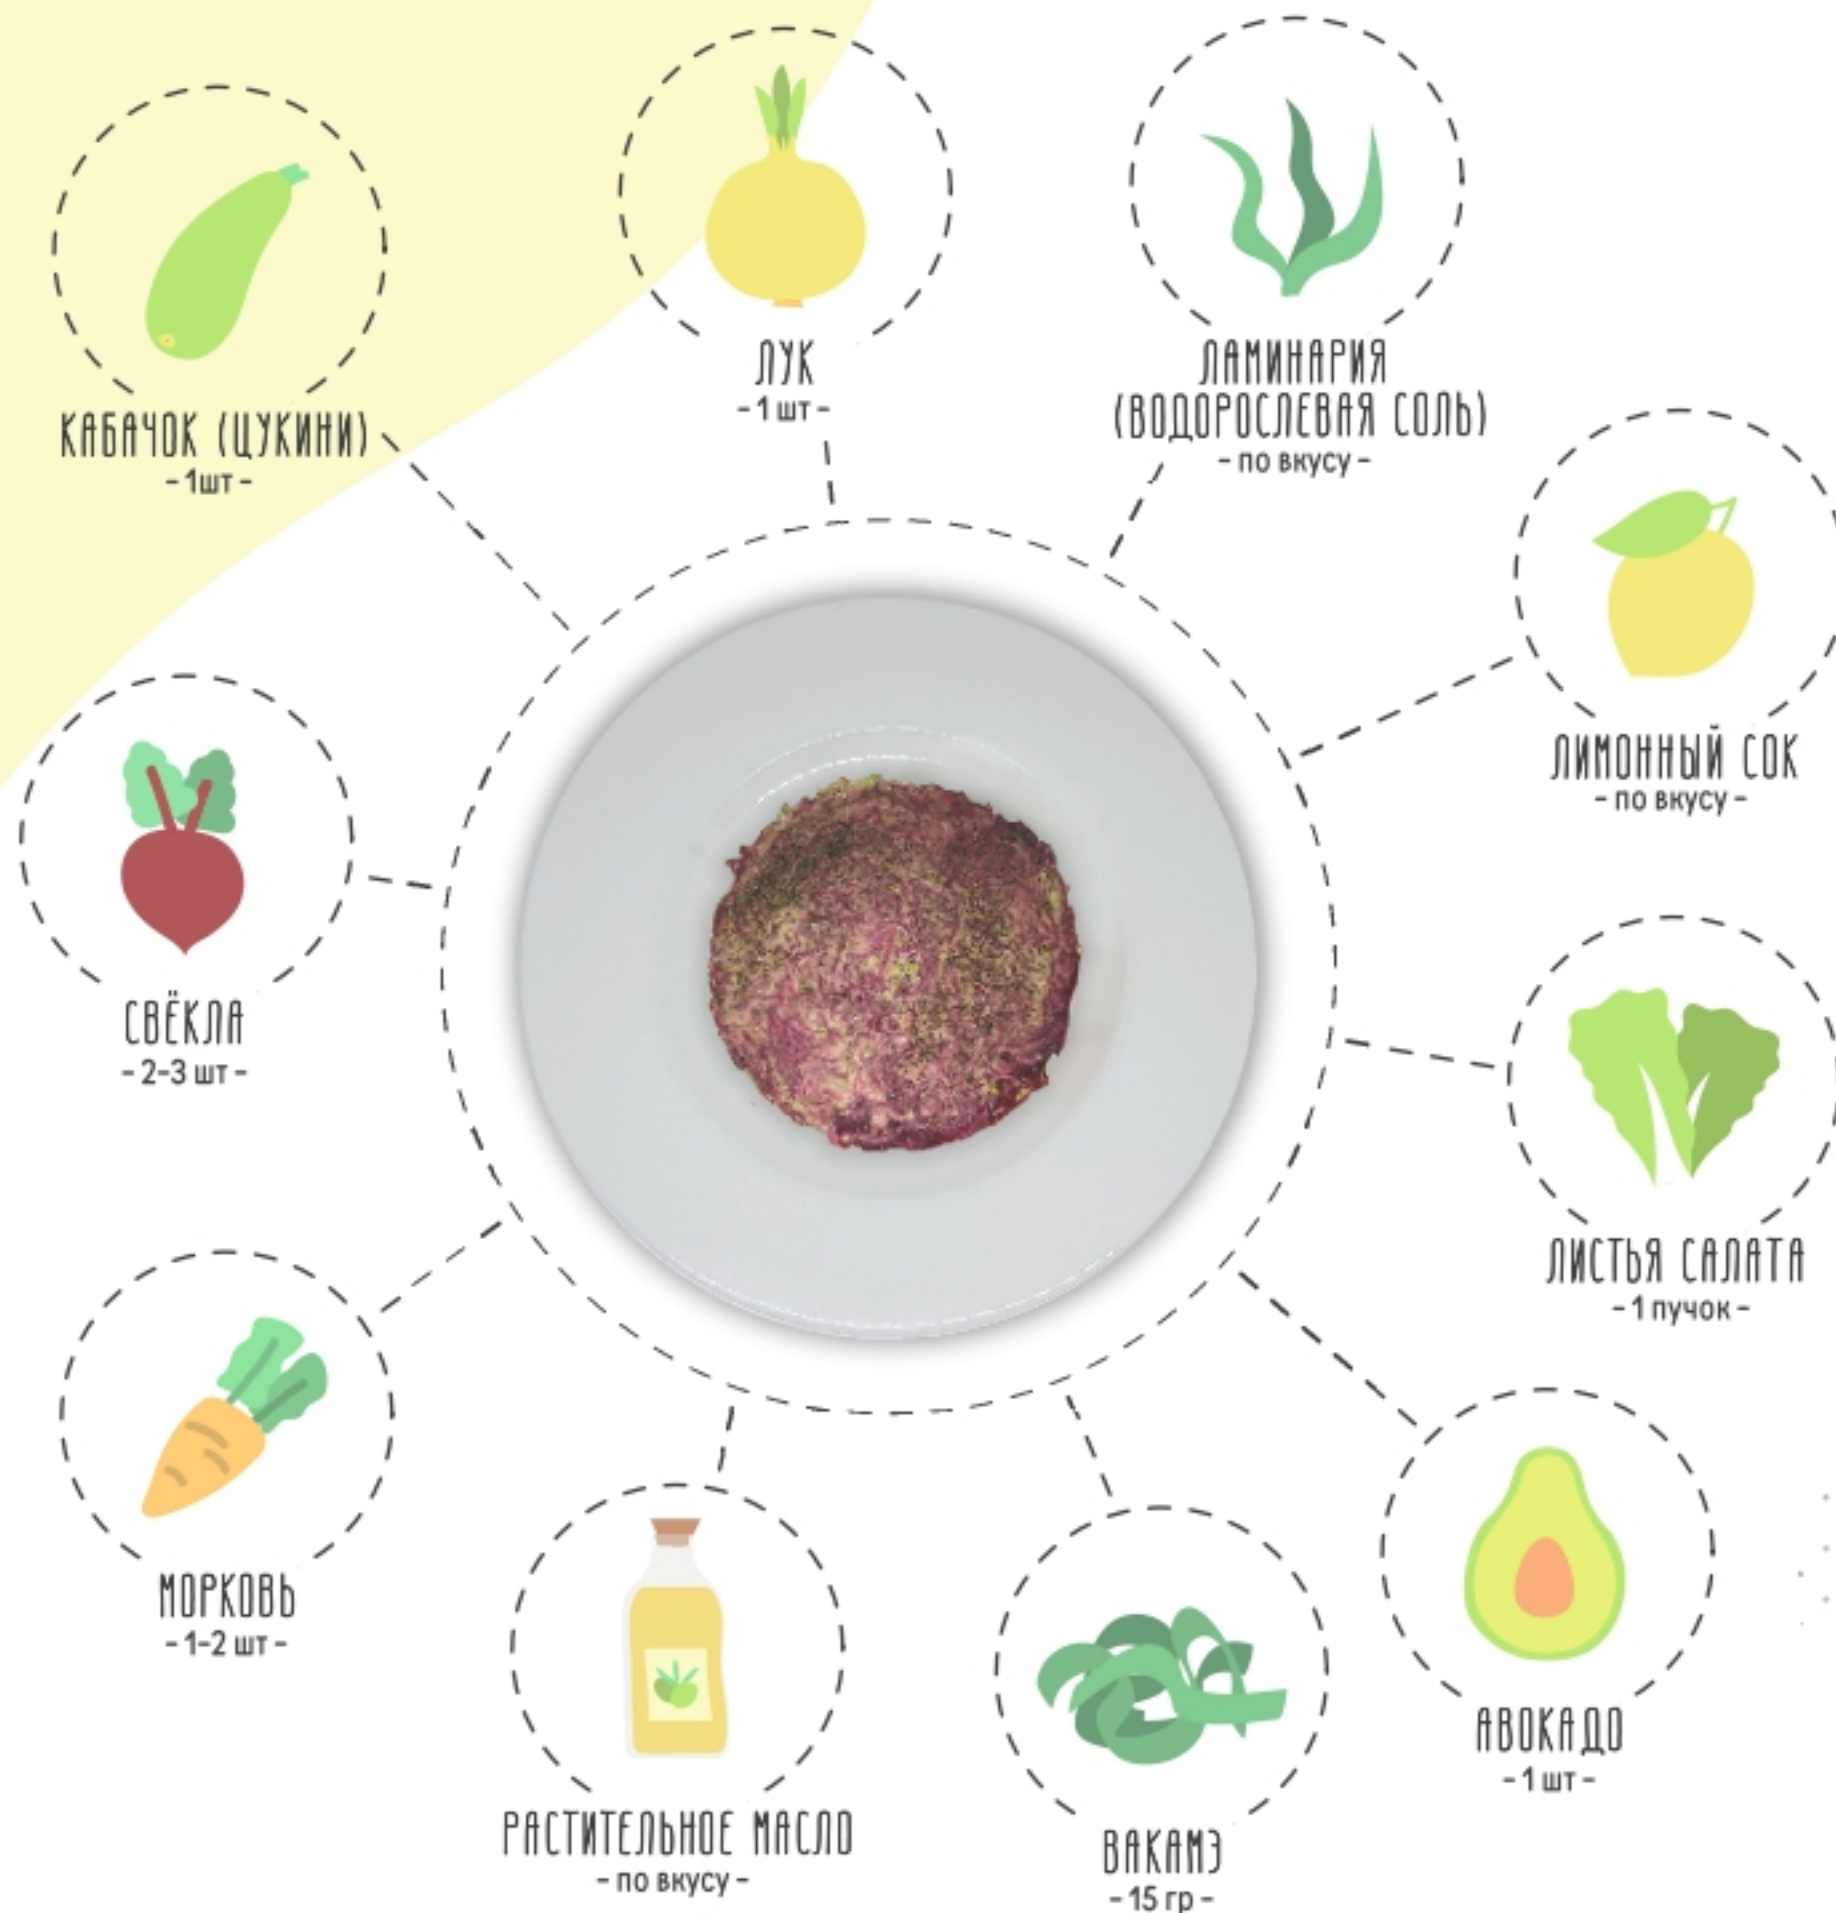 КАБАЧОК (ЦУКИНИ)
- 1шт -
ЛУК
- 1 шт -
ЛАМИНАРИЯ
(ВОДОРОСЛЕВАЯ СОЛЬ)
- по вкусу -
ЛИМОННЫЙ СОК
- по вкусу -
СВЁКЛА
- 2-3 шт -
ЛИСТЬЯ САЛАТА
- 1 пучок -
МОРКОВЬ
- 1-2 шт -
АВОКАДО
- 1 шт -
РАСТИТЕЛЬНОЕ МАСЛО
- по вкусу -
ВАКАМЭ
- 15 гр -